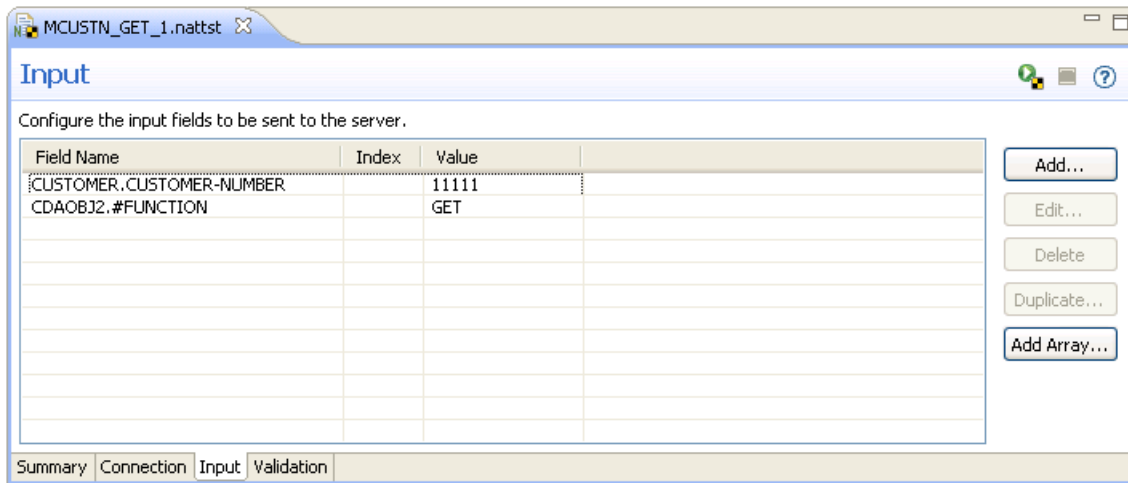 MCUSTN_GET_1.nattst
Input
Configure the input fields to be sent to the server.
Field Name Index Value
CUSTOMER.CUSTOMER-NUMBER 11111
CDAOBJ2.#FUNCTION GET
Add...
Edit...
Delete
Duplicate...
Add Array...
Summary Connection Input Validation